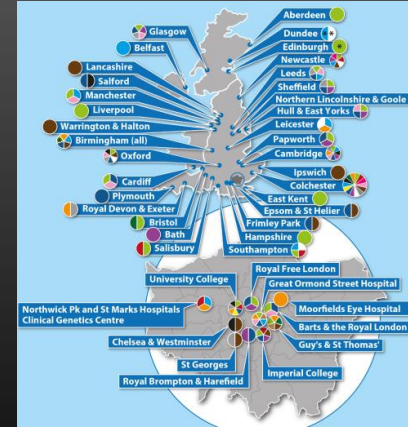 Aberdeen
Glasgow
Dundee
*
Belfast
Edinburgh
*
Newcastle
Lancashire
Leeds
Salford
Sheffield
Manchester
Northern Lincolnshire & Goole
Hull & East Yorks
Liverpool
Leicester
Warrington & Halton
Papworth
Birmingham (all)
Cambridge
Oxford
Ipswich
Cardiff
Colchester
Plymouth
East Kent
Royal Devon & Exeter
Epsom & St Helier
Bristol
Frimley Park
Bath
Hampshire
Salisbury
Southampton
University College
Royal Free London
Great Ormond Street Hospital
Northwick Pk and St Marks Hospitals
Clinical Genetics Centre
Moorfields Eye Hospital
Barts & the Royal London
Chelsea & Westminster
Guy's & St Thomas'
St Georges
Imperial College
Royal Brompton & Harefield